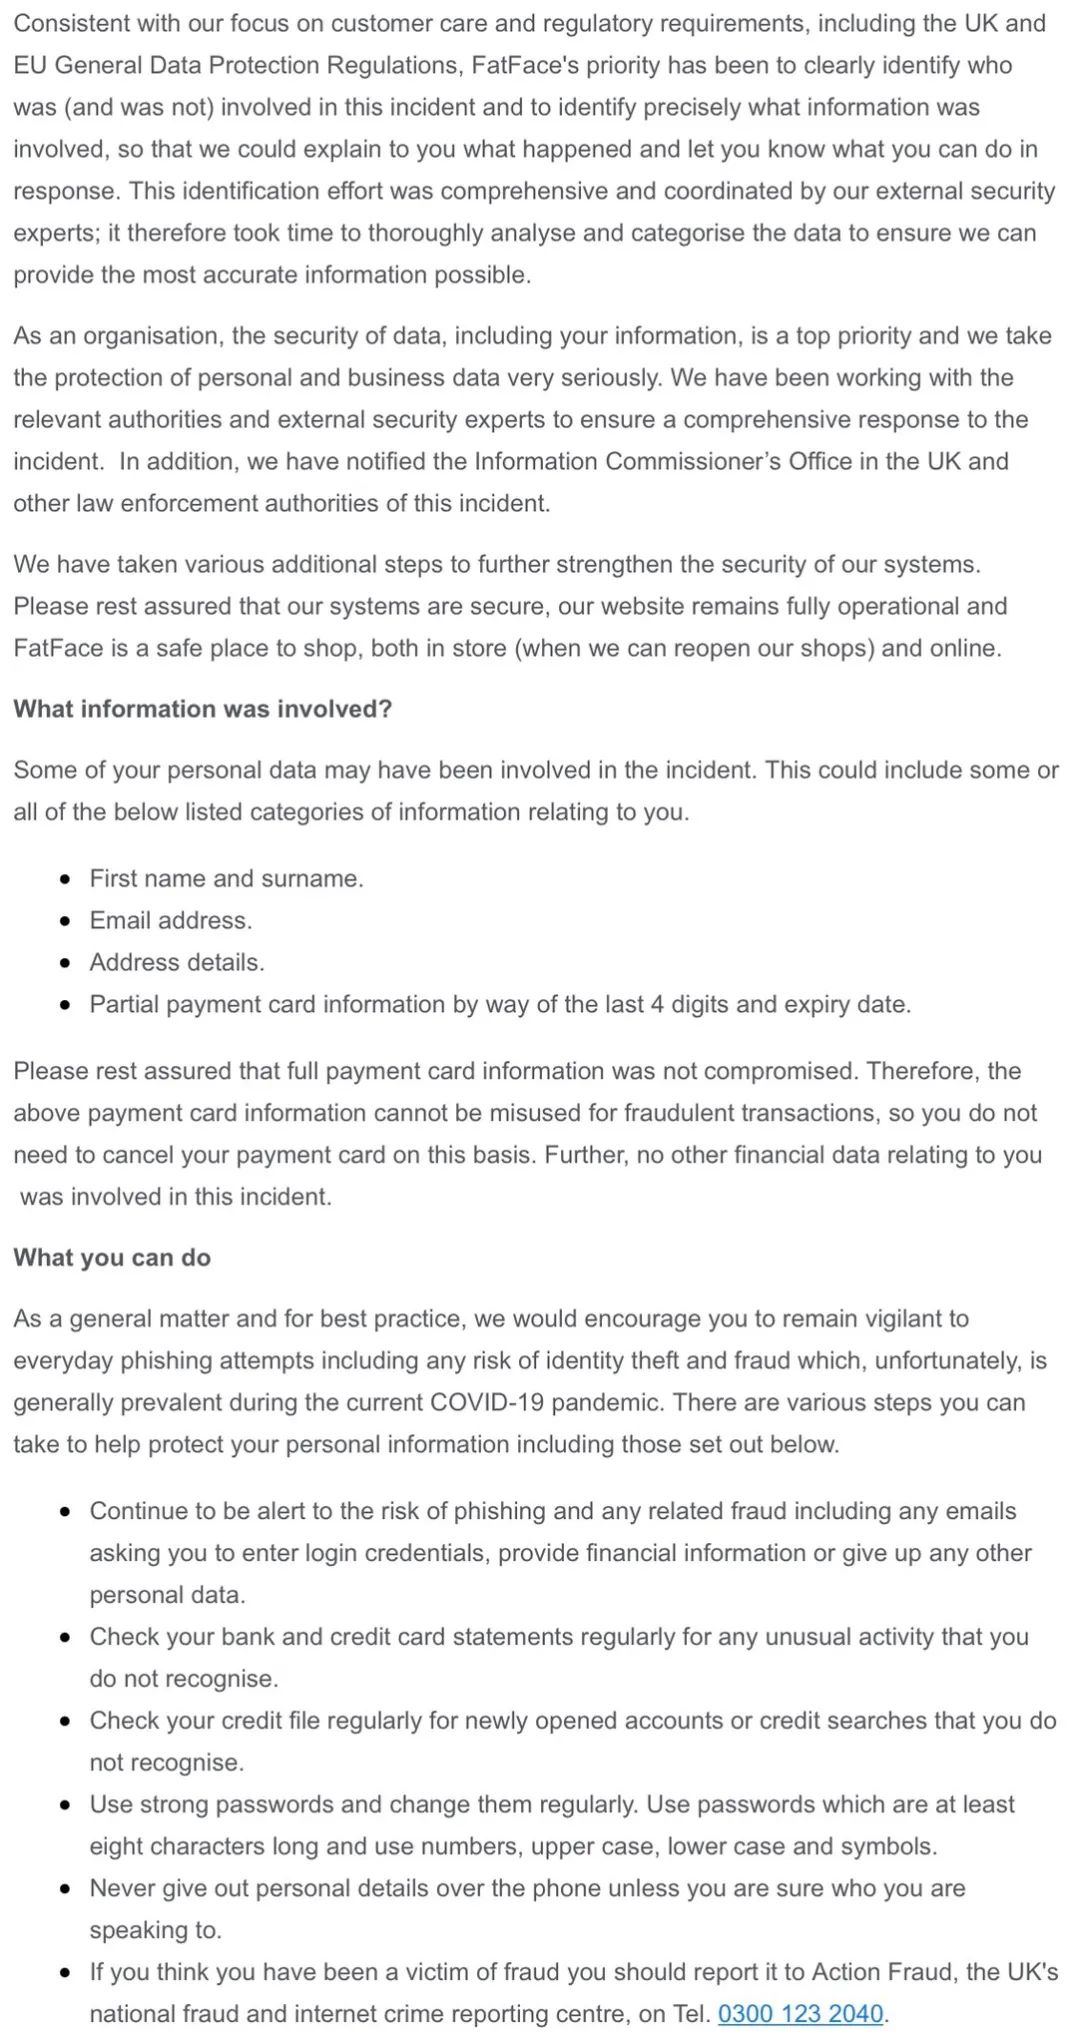 Consistent with our focus on customer care and regulatory requirements, including the UK and
EU General Data Protection Regulations, FatFace's priority has been to clearly identify who
was (and was not) involved in this incident and to identify precisely what information was
involved, so that we could explain to you what happened and let you know what you can do in
response. This identification effort was comprehensive and coordinated by our external security
experts; it therefore took time to thoroughly analyse and categorise the data to ensure we can
provide the most accurate information possible.
As an organisation, the security of data, including your information, is a top priority and we take
the protection of personal and business data very seriously. We have been working with the
relevant authorities and external security experts to ensure a comprehensive response to the
incident.  In addition, we have notified the Information Commissioner’s Office in the UK and
other law enforcement authorities of this incident.
We have taken various additional steps to further strengthen the security of our systems.
Please rest assured that our systems are secure, our website remains fully operational and
FatFace is a safe place to shop, both in store (when we can reopen our shops) and online.
What information was involved?
Some of your personal data may have been involved in the incident. This could include some or
all of the below listed categories of information relating to you.
• First name and surname.
• Email address.
• Address details.
• Partial payment card information by way of the last 4 digits and expiry date.
Please rest assured that full payment card information was not compromised. Therefore, the
above payment card information cannot be misused for fraudulent transactions, so you do not
need to cancel your payment card on this basis. Further, no other financial data relating to you
was involved in this incident.
What you can do
As a general matter and for best practice, we would encourage you to remain vigilant to
everyday phishing attempts including any risk of identity theft and fraud which, unfortunately, is
generally prevalent during the current COVID-19 pandemic. There are various steps you can
take to help protect your personal information including those set out below.
• Continue to be alert to the risk of phishing and any related fraud including any emails
asking you to enter login credentials, provide financial information or give up any other
personal data.
• Check your bank and credit card statements regularly for any unusual activity that you
do not recognise.
• Check your credit file regularly for newly opened accounts or credit searches that you do
not recognise.
• Use strong passwords and change them regularly. Use passwords which are at least
eight characters long and use numbers, upper case, lower case and symbols.
• Never give out personal details over the phone unless you are sure who you are
speaking to.
• If you think you have been a victim of fraud you should report it to Action Fraud, the UK's
national fraud and internet crime reporting centre, on Tel. 0300 123 2040.